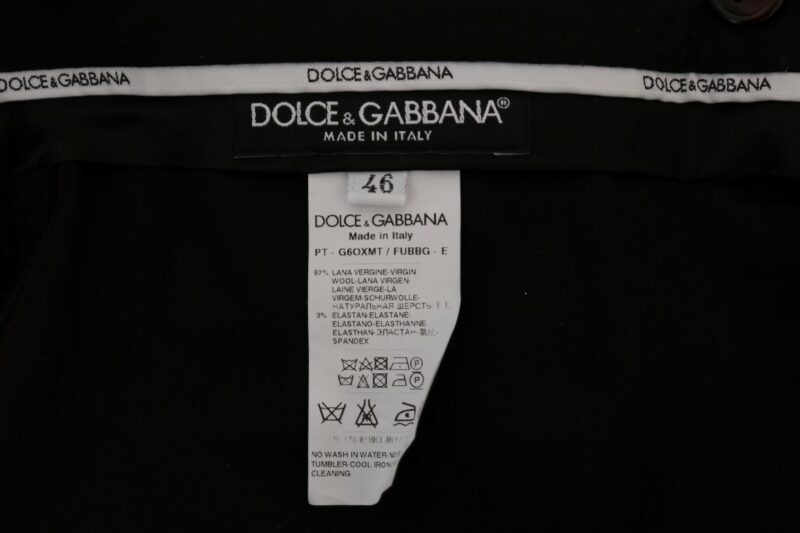 DOLCE&GABBANA DOLCE&GABBANA DOLCE&GABBANA
DOLCE&GABBANA®
MADE IN ITALY
46
DOLCE&GABBANA
Made in Italy
PT - G6OXMT / FUBBG - E
97% LANA VERGINE-VIRGIN
WOOL-LANA VIRGEN-
LAINE VIERGE-LA
VIRGEM-SCHURWOLLE-
НАТУРАЛЬНАЯ ШЕРСТЬ-
3% ELASTAN-ELASTANE-
ELASTANO-ELASTHANNE-
ELASTHAN-ЭЛАСТАН-
SPANDEX
P
P
NO WASH IN WATER-NO
TUMBLER-COOL IRON
CLEANING